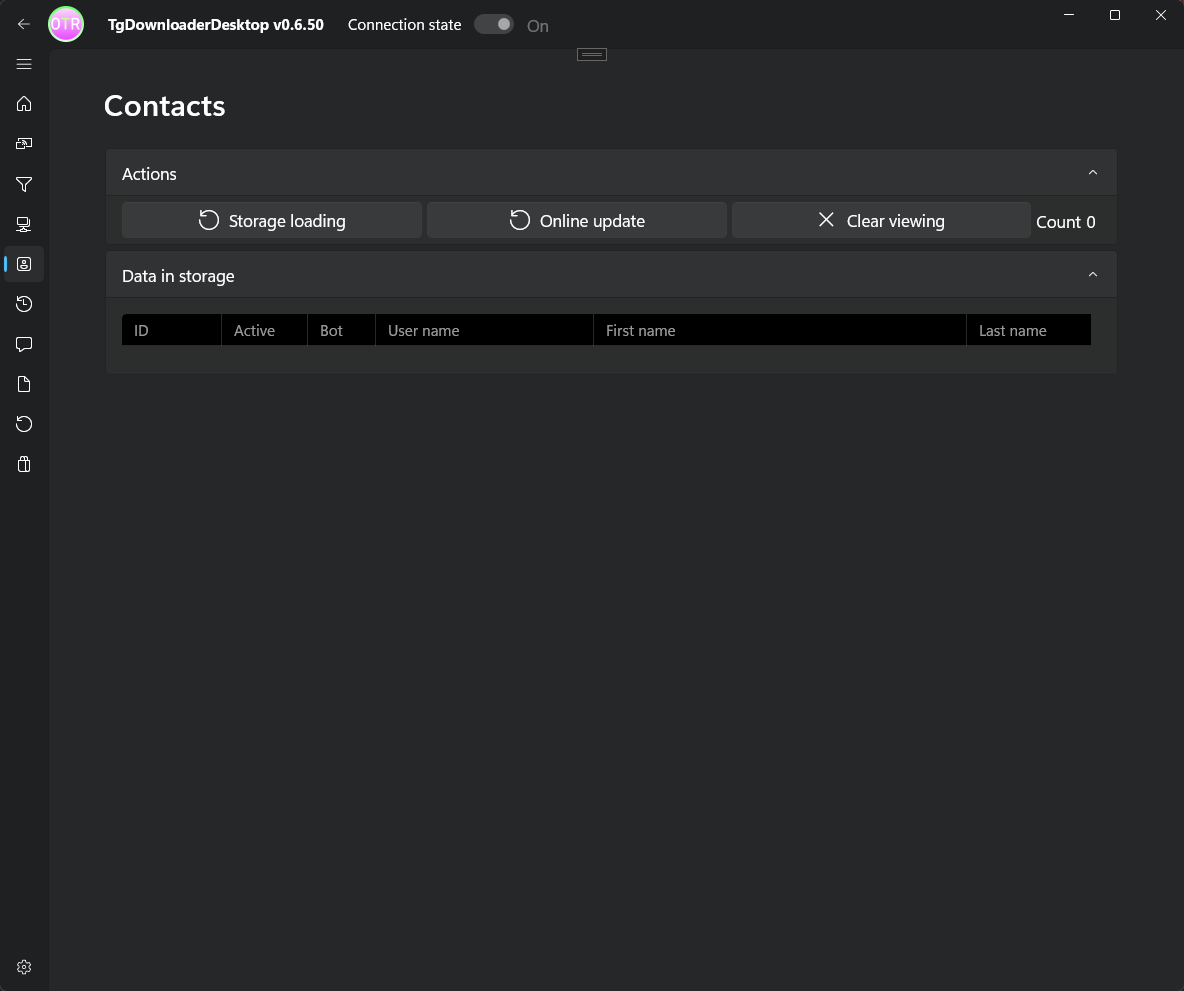 OTR TgDownloaderDesktop v0.6.50 Connection state On
Contacts
Actions
Storage loading Online update Clear viewing Count 0
Data in storage
ID Active Bot User name First name Last name